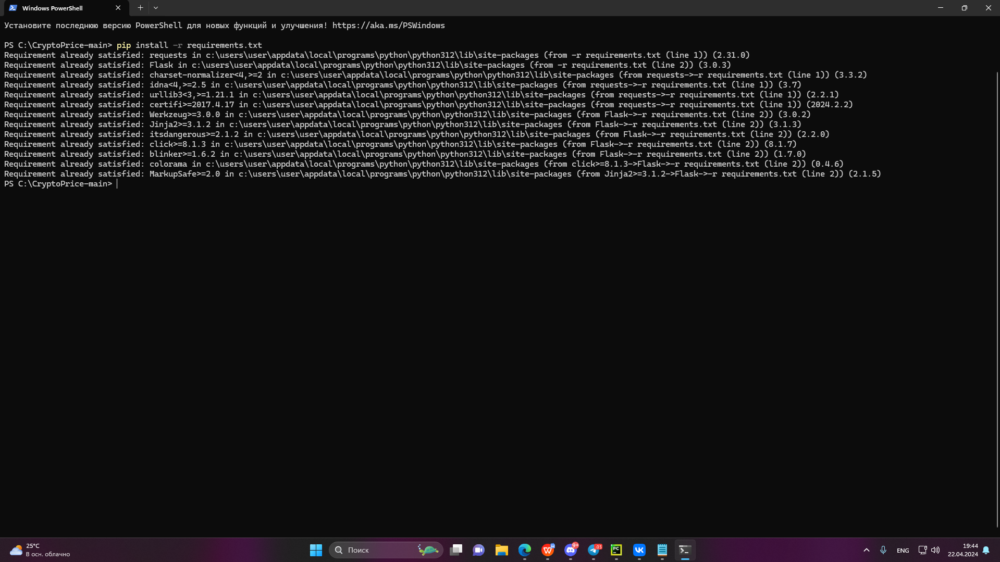 Windows PowerShell
Установите последнюю версию PowerShell для новых функций и улучшения! https://aka.ms/PSWindows
PS C:\CryptoPrice-main> pip install -r requirements.txt
Requirement already satisfied: requests in c:\users\user\appdata\local\programs\python\python312\lib\site-packages (from -r requirements.txt (line 1)) (2.31.0)
Requirement already satisfied: Flask in c:\users\user\appdata\local\programs\python\python312\lib\site-packages (from -r requirements.txt (line 2)) (3.0.3)
Requirement already satisfied: charset-normalizer<4,>=2 in c:\users\user\appdata\local\programs\python\python312\lib\site-packages (from requests->-r requirements.txt (line 1)) (3.3.2)
Requirement already satisfied: idna<4,>=2.5 in c:\users\user\appdata\local\programs\python\python312\lib\site-packages (from requests->-r requirements.txt (line 1)) (3.7)
Requirement already satisfied: urllib3<3,>=1.21.1 in c:\users\user\appdata\local\programs\python\python312\lib\site-packages (from requests->-r requirements.txt (line 1)) (2.2.1)
Requirement already satisfied: certifi>=2017.4.17 in c:\users\user\appdata\local\programs\python\python312\lib\site-packages (from requests->-r requirements.txt (line 1)) (2024.2.2)
Requirement already satisfied: Werkzeug>=3.0.0 in c:\users\user\appdata\local\programs\python\python312\lib\site-packages (from Flask->-r requirements.txt (line 2)) (3.0.2)
Requirement already satisfied: Jinja2>=3.1.2 in c:\users\user\appdata\local\programs\python\python312\lib\site-packages (from Flask->-r requirements.txt (line 2)) (3.1.3)
Requirement already satisfied: itsdangerous>=2.1.2 in c:\users\user\appdata\local\programs\python\python312\lib\site-packages (from Flask->-r requirements.txt (line 2)) (2.2.0)
Requirement already satisfied: click>=8.1.3 in c:\users\user\appdata\local\programs\python\python312\lib\site-packages (from Flask->-r requirements.txt (line 2)) (8.1.7)
Requirement already satisfied: blinker>=1.6.2 in c:\users\user\appdata\local\programs\python\python312\lib\site-packages (from Flask->-r requirements.txt (line 2)) (1.7.0)
Requirement already satisfied: colorama in c:\users\user\appdata\local\programs\python\python312\lib\site-packages (from click>=8.1.3->Flask->-r requirements.txt (line 2)) (0.4.6)
Requirement already satisfied: MarkupSafe>=2.0 in c:\users\user\appdata\local\programs\python\python312\lib\site-packages (from Jinja2>=3.1.2->Flask->-r requirements.txt (line 2)) (2.1.5)
PS C:\CryptoPrice-main>
25°C
В осн. облачно
Поиск
9+
.05
PC
VK
ENG
19:44
22.04.2024